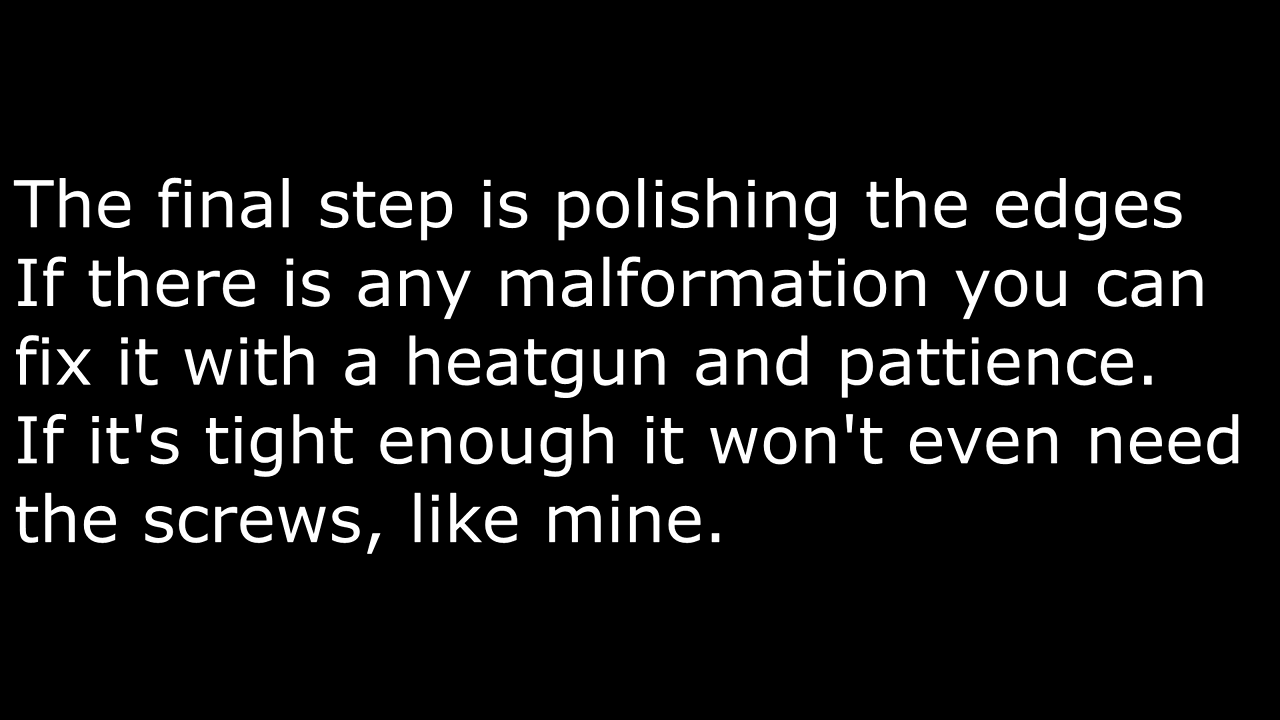 The final step is polishing the edges
If there is any malformation you can
fix it with a heatgun and pattience.
If it's tight enough it won't even need
the screws, like mine.